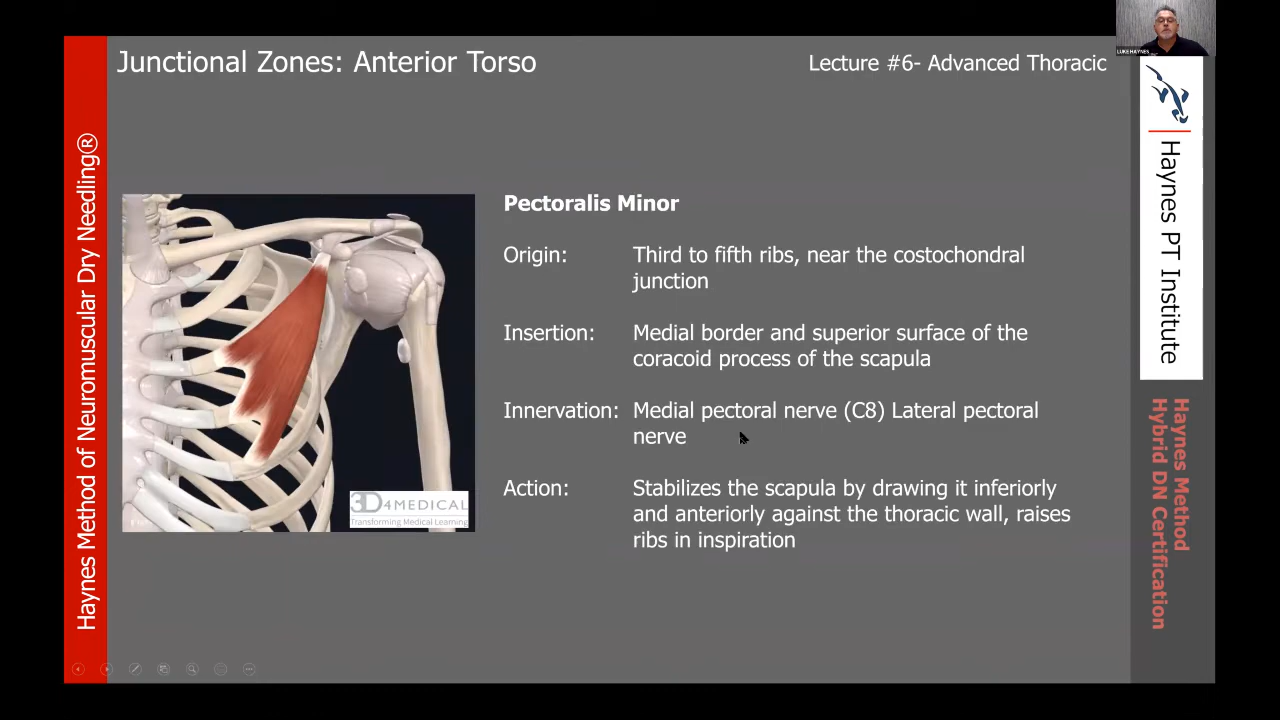 LUKE HAYNES
Junctional Zones: Anterior Torso
Lecture #6- Advanced Thoracic
Haynes Method of Neuromuscular Dry Needling®
Pectoralis Minor
Origin: Third to fifth ribs, near the costochondral
junction
Insertion: Medial border and superior surface of the
coracoid process of the scapula
Innervation: Medial pectoral nerve (C8) Lateral pectoral
nerve
Action: Stabilizes the scapula by drawing it inferiorly
and anteriorly against the thoracic wall, raises
ribs in inspiration
3D4MEDICAL
Transforming Medical Learning
Haynes PT Institute
Haynes Method
Hybrid DN Certification